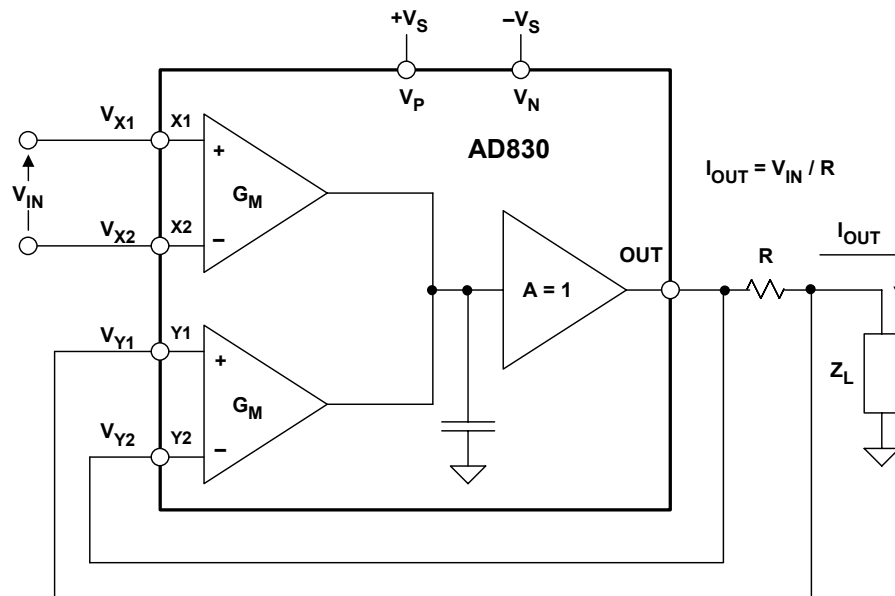 +VS
–VS
VP
VN
VX1
X1
+
GM
VIN
VX2
X2
–
AD830
IOUT = VIN / R
IOUT
OUT
R
A = 1
VY1
Y1
+
GM
ZL
VY2
Y2
–